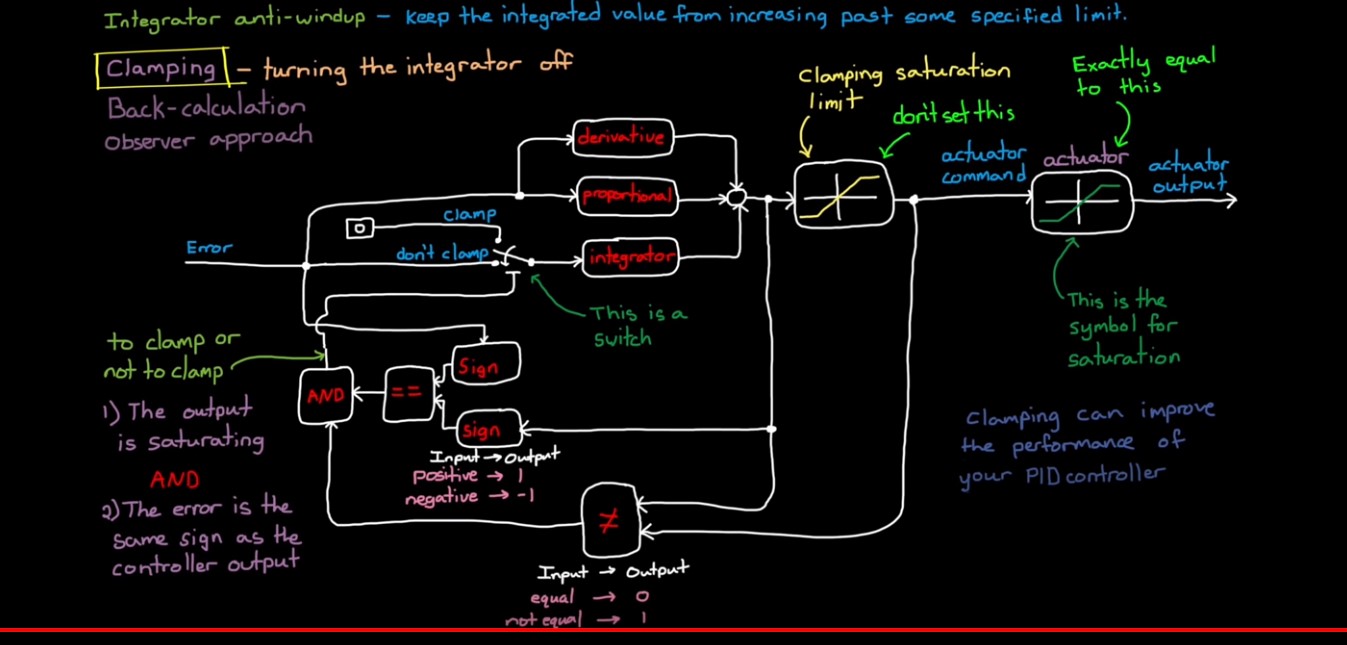 Integrator anti-windup – keep the integrated value from increasing past some specified limit.
Clamping – turning the integrator off
Back-calculation
Observer approach
Clamping saturation
limit
don't set this
Exactly equal
to this
derivative
proportional
integrator
actuator
command
actuator
actuator
output
clamp
0
Error
don't clamp
This is a
switch
This is the
symbol for
saturation
to clamp or
not to clamp
Sign
AND
==
sign
Input → Output
positive → 1
negative → -1
1) The output
is saturating
AND
2) The error is the
same sign as the
controller output
Clamping can improve
the performance of
your PID controller
≠
Input → Output
equal → 0
not equal → 1